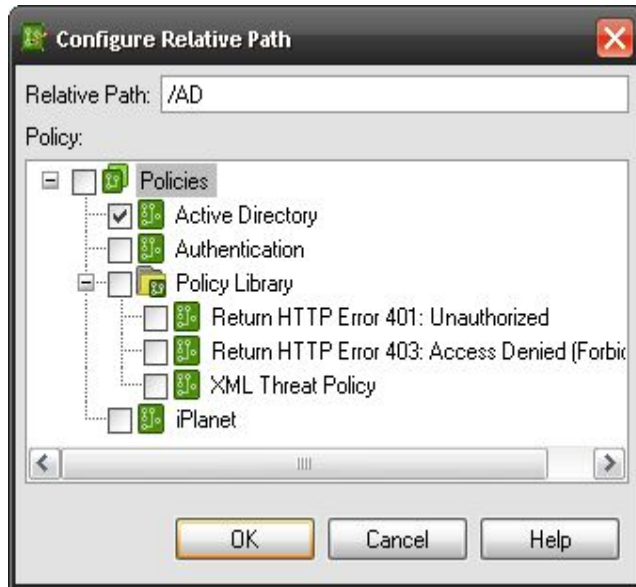 Configure Relative Path
Relative Path: /AD
Policy:
Policies
Active Directory
Authentication
Policy Library
Return HTTP Error 401: Unauthorized
Return HTTP Error 403: Access Denied (Forbid
XML Threat Policy
iPlanet
OK Cancel Help